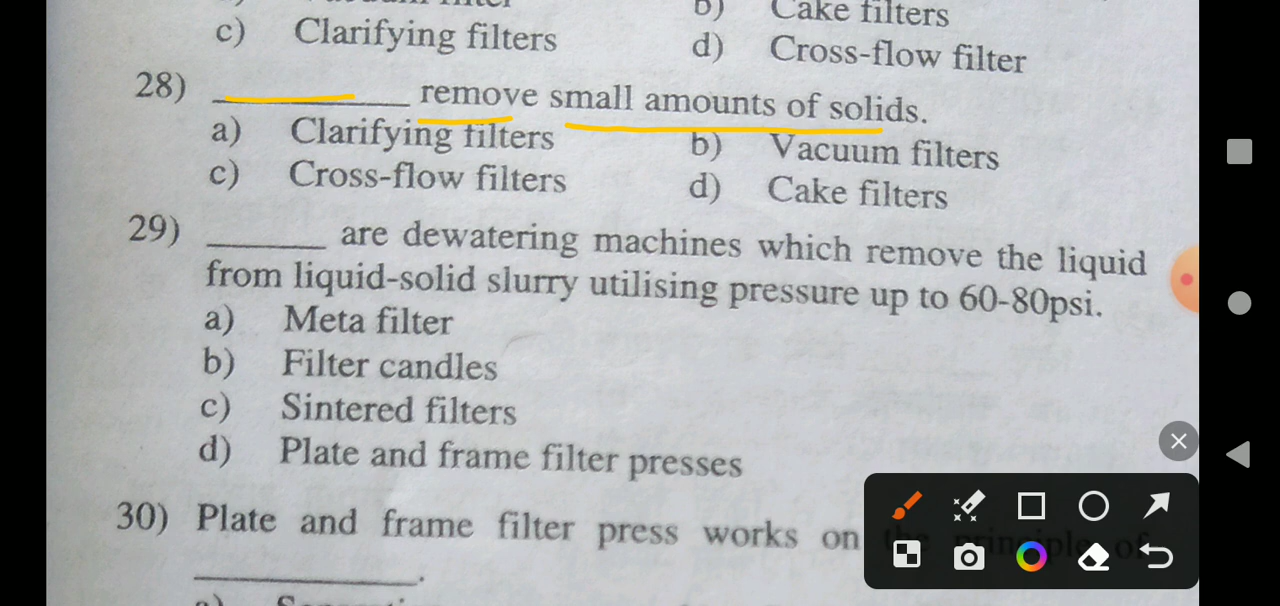 b) Cake filters
c) Clarifying filters d) Cross-flow filter
28) ________ remove small amounts of solids.
a) Clarifying filters b) Vacuum filters
c) Cross-flow filters d) Cake filters
29) ______ are dewatering machines which remove the liquid
from liquid-solid slurry utilising pressure up to 60-80psi.
a) Meta filter
b) Filter candles
c) Sintered filters
d) Plate and frame filter presses
30) Plate and frame filter press works on the principle of
________.